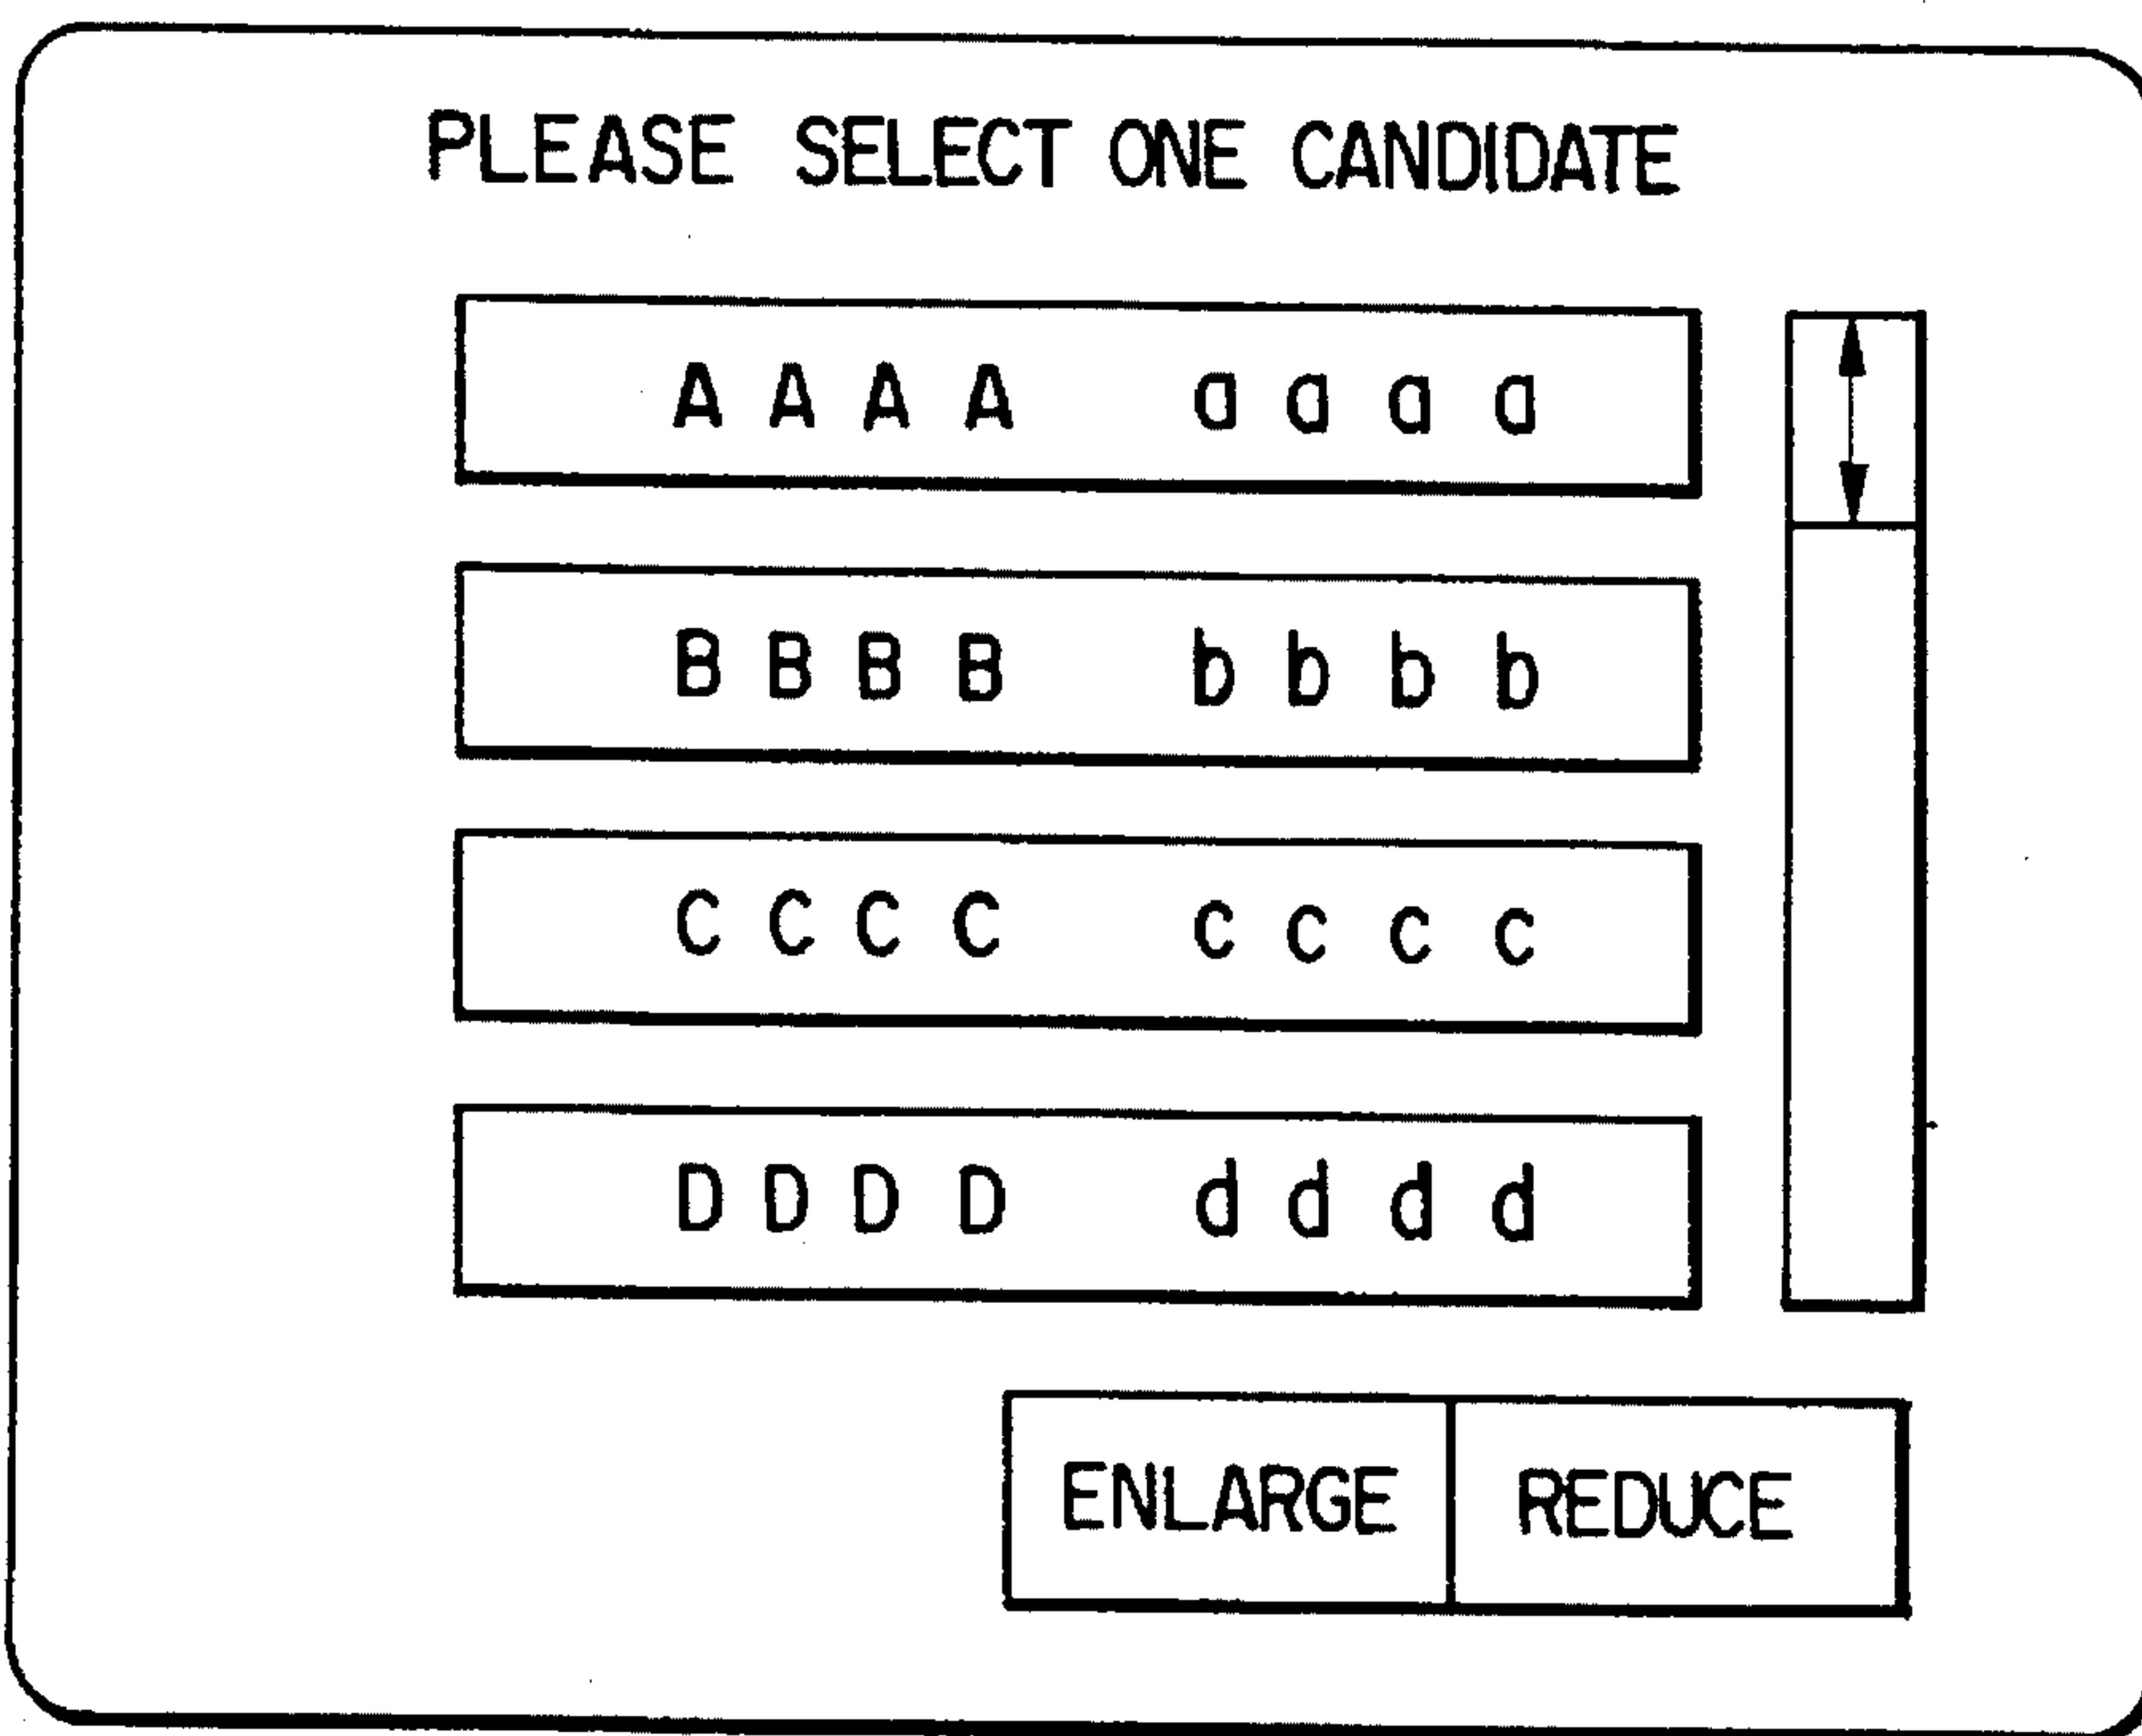 PLEASE SELECT ONE CANDIDATE
A A A A a a a a
B B B B b b b b
C C C C c c c c
D D D D d d d d
ENLARGE REDUCE